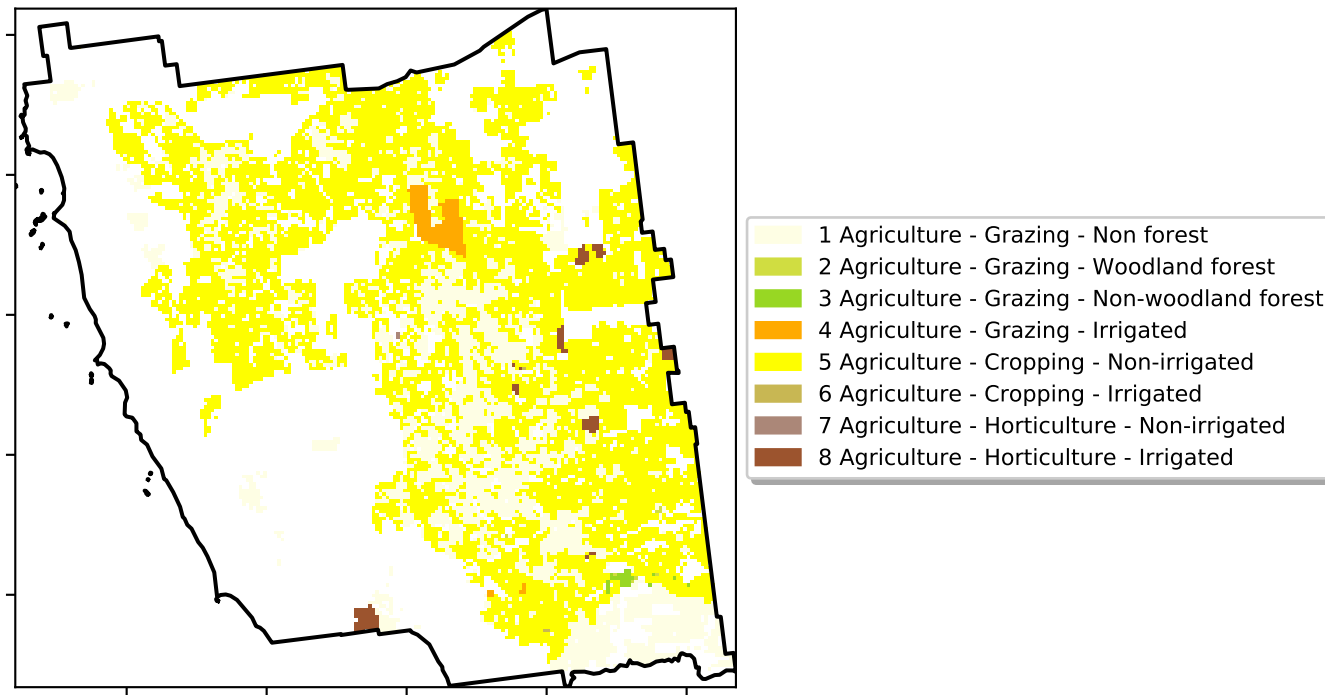 1 Agriculture - Grazing - Non forest
2 Agriculture - Grazing - Woodland forest
3 Agriculture - Grazing - Non-woodland forest
4 Agriculture - Grazing - Irrigated
5 Agriculture - Cropping - Non-irrigated
6 Agriculture - Cropping - Irrigated
7 Agriculture - Horticulture - Non-irrigated
8 Agriculture - Horticulture - Irrigated